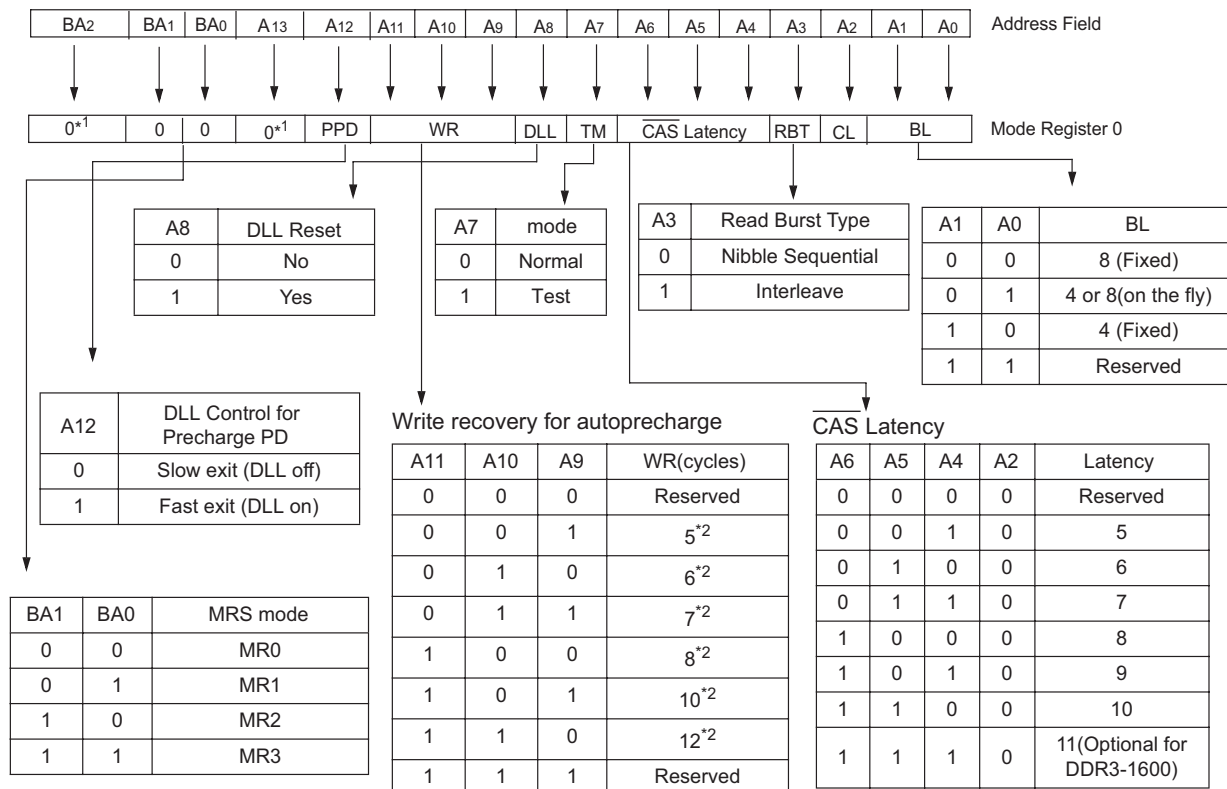 BA2 BA1 BA0 A13 A12 A11 A10 A9 A8 A7 A6 A5 A4 A3 A2 A1 A0 Address Field
0*1 0 0 0*1 PPD WR DLL TM CAS Latency RBT CL BL Mode Register 0
A8 DLL Reset
0 No
1 Yes
A7 mode
0 Normal
1 Test
A3 Read Burst Type
0 Nibble Sequential
1 Interleave
A1 A0 BL
0 0 8 (Fixed)
0 1 4 or 8(on the fly)
1 0 4 (Fixed)
1 1 Reserved
A12 DLL Control for
Precharge PD
0 Slow exit (DLL off)
1 Fast exit (DLL on)
BA1 BA0 MRS mode
0 0 MR0
0 1 MR1
1 0 MR2
1 1 MR3
Write recovery for autoprecharge
A11 A10 A9 WR(cycles)
0 0 0 Reserved
0 0 1 5*2
0 1 0 6*2
0 1 1 7*2
1 0 0 8*2
1 0 1 10*2
1 1 0 12*2
1 1 1 Reserved
CAS Latency
A6 A5 A4 A2 Latency
0 0 0 0 Reserved
0 0 1 0 5
0 1 0 0 6
0 1 1 0 7
1 0 0 0 8
1 0 1 0 9
1 1 0 0 10
1 1 1 0 11(Optional for
DDR3-1600)